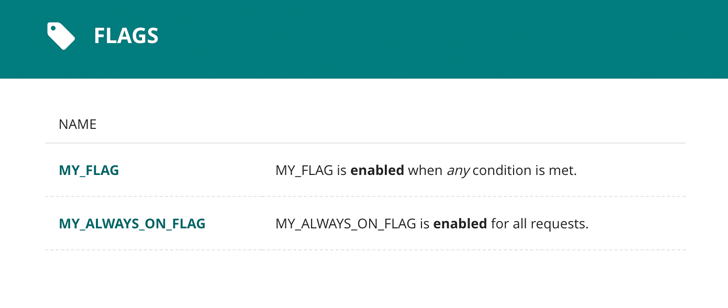 FLAGS
NAME
MY_FLAG MY_FLAG is enabled when any condition is met.
MY_ALWAYS_ON_FLAG MY_ALWAYS_ON_FLAG is enabled for all requests.